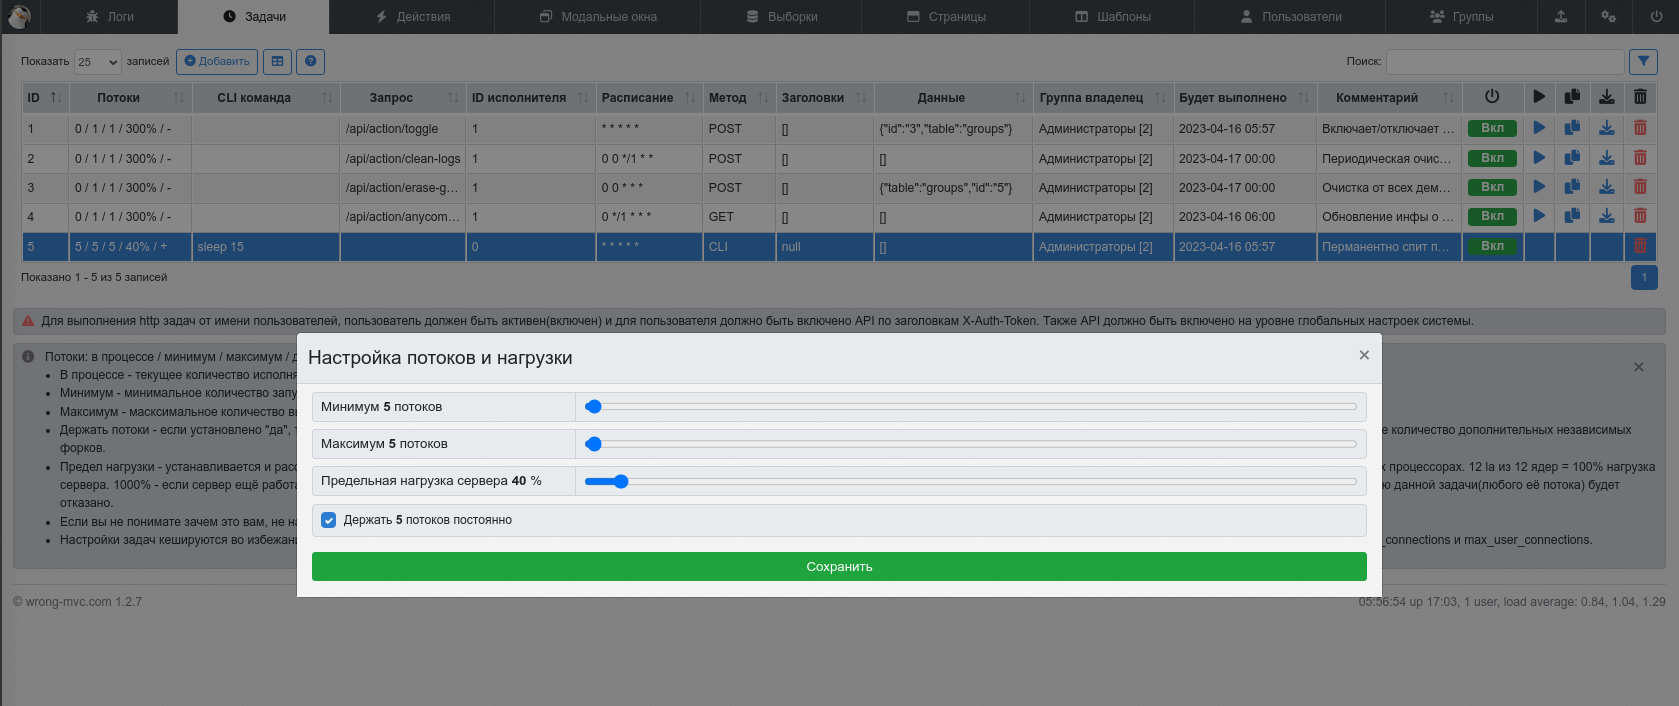 Логи Задачи Действия Модальные окна Выборки Страницы Шаблоны Пользователи Группы
Показать 25 записей Добавить Поиск:
ID Потоки CLI команда Запрос ID исполнителя Расписание Метод Заголовки Данные Группа владелец Будет выполнено Комментарий
1 0 / 1 / 1 / 300% / - /api/action/toggle 1 * * * * * POST [] {"id":"3","table":"groups"} Администраторы [2] 2023-04-16 05:57 Включает/отключает ... Вкл
2 0 / 1 / 1 / 300% / - /api/action/clean-logs 1 0 0 */1 * * POST [] [] Администраторы [2] 2023-04-17 00:00 Периодическая очис... Вкл
3 0 / 1 / 1 / 300% / - /api/action/erase-g... 1 0 0 * * * POST [] {"table":"groups","id":"5"} Администраторы [2] 2023-04-17 00:00 Очистка от всех дем... Вкл
4 0 / 1 / 1 / 300% / - /api/action/anycom... 1 0 */1 * * * GET [] [] Администраторы [2] 2023-04-16 06:00 Обновление инфы о ... Вкл
5 5 / 5 / 5 / 40% / + sleep 15 0 * * * * * CLI null [] Администраторы [2] 2023-04-16 05:57 Перманентно спит п... Вкл
Показано 1 - 5 из 5 записей 1
Для выполнения http задач от имени пользователей, пользователь должен быть активен(включен) и для пользователя должно быть включено API по заголовкам X-Auth-Token. Также API должно быть включено на уровне глобальных настроек системы.
Настройка потоков и нагрузки ×
Минимум 5 потоков
Максимум 5 потоков
Предельная нагрузка сервера 40 %
Держать 5 потоков постоянно
Сохранить
Потоки: в процессе / минимум / максимум /
В процессе - текущее количество
Минимум - минимальное количество
Максимум - масксимальное количество
Держать потоки - если установлено "да", количество дополнительных независимых
форков.
Предел нагрузки - устанавливается и процессорах. 12 la из 12 ядер = 100% нагрузка
сервера. 1000% - если сервер ещё данной задачи(любого её потока) будет
отказано.
Если вы не понимате зачем это вам, не
Настройки задач кешируются во _connections и max_user_connections.
© wrong-mvc.com 1.2.7 05:56:54 up 17:03, 1 user, load average: 0.84, 1.04, 1.29